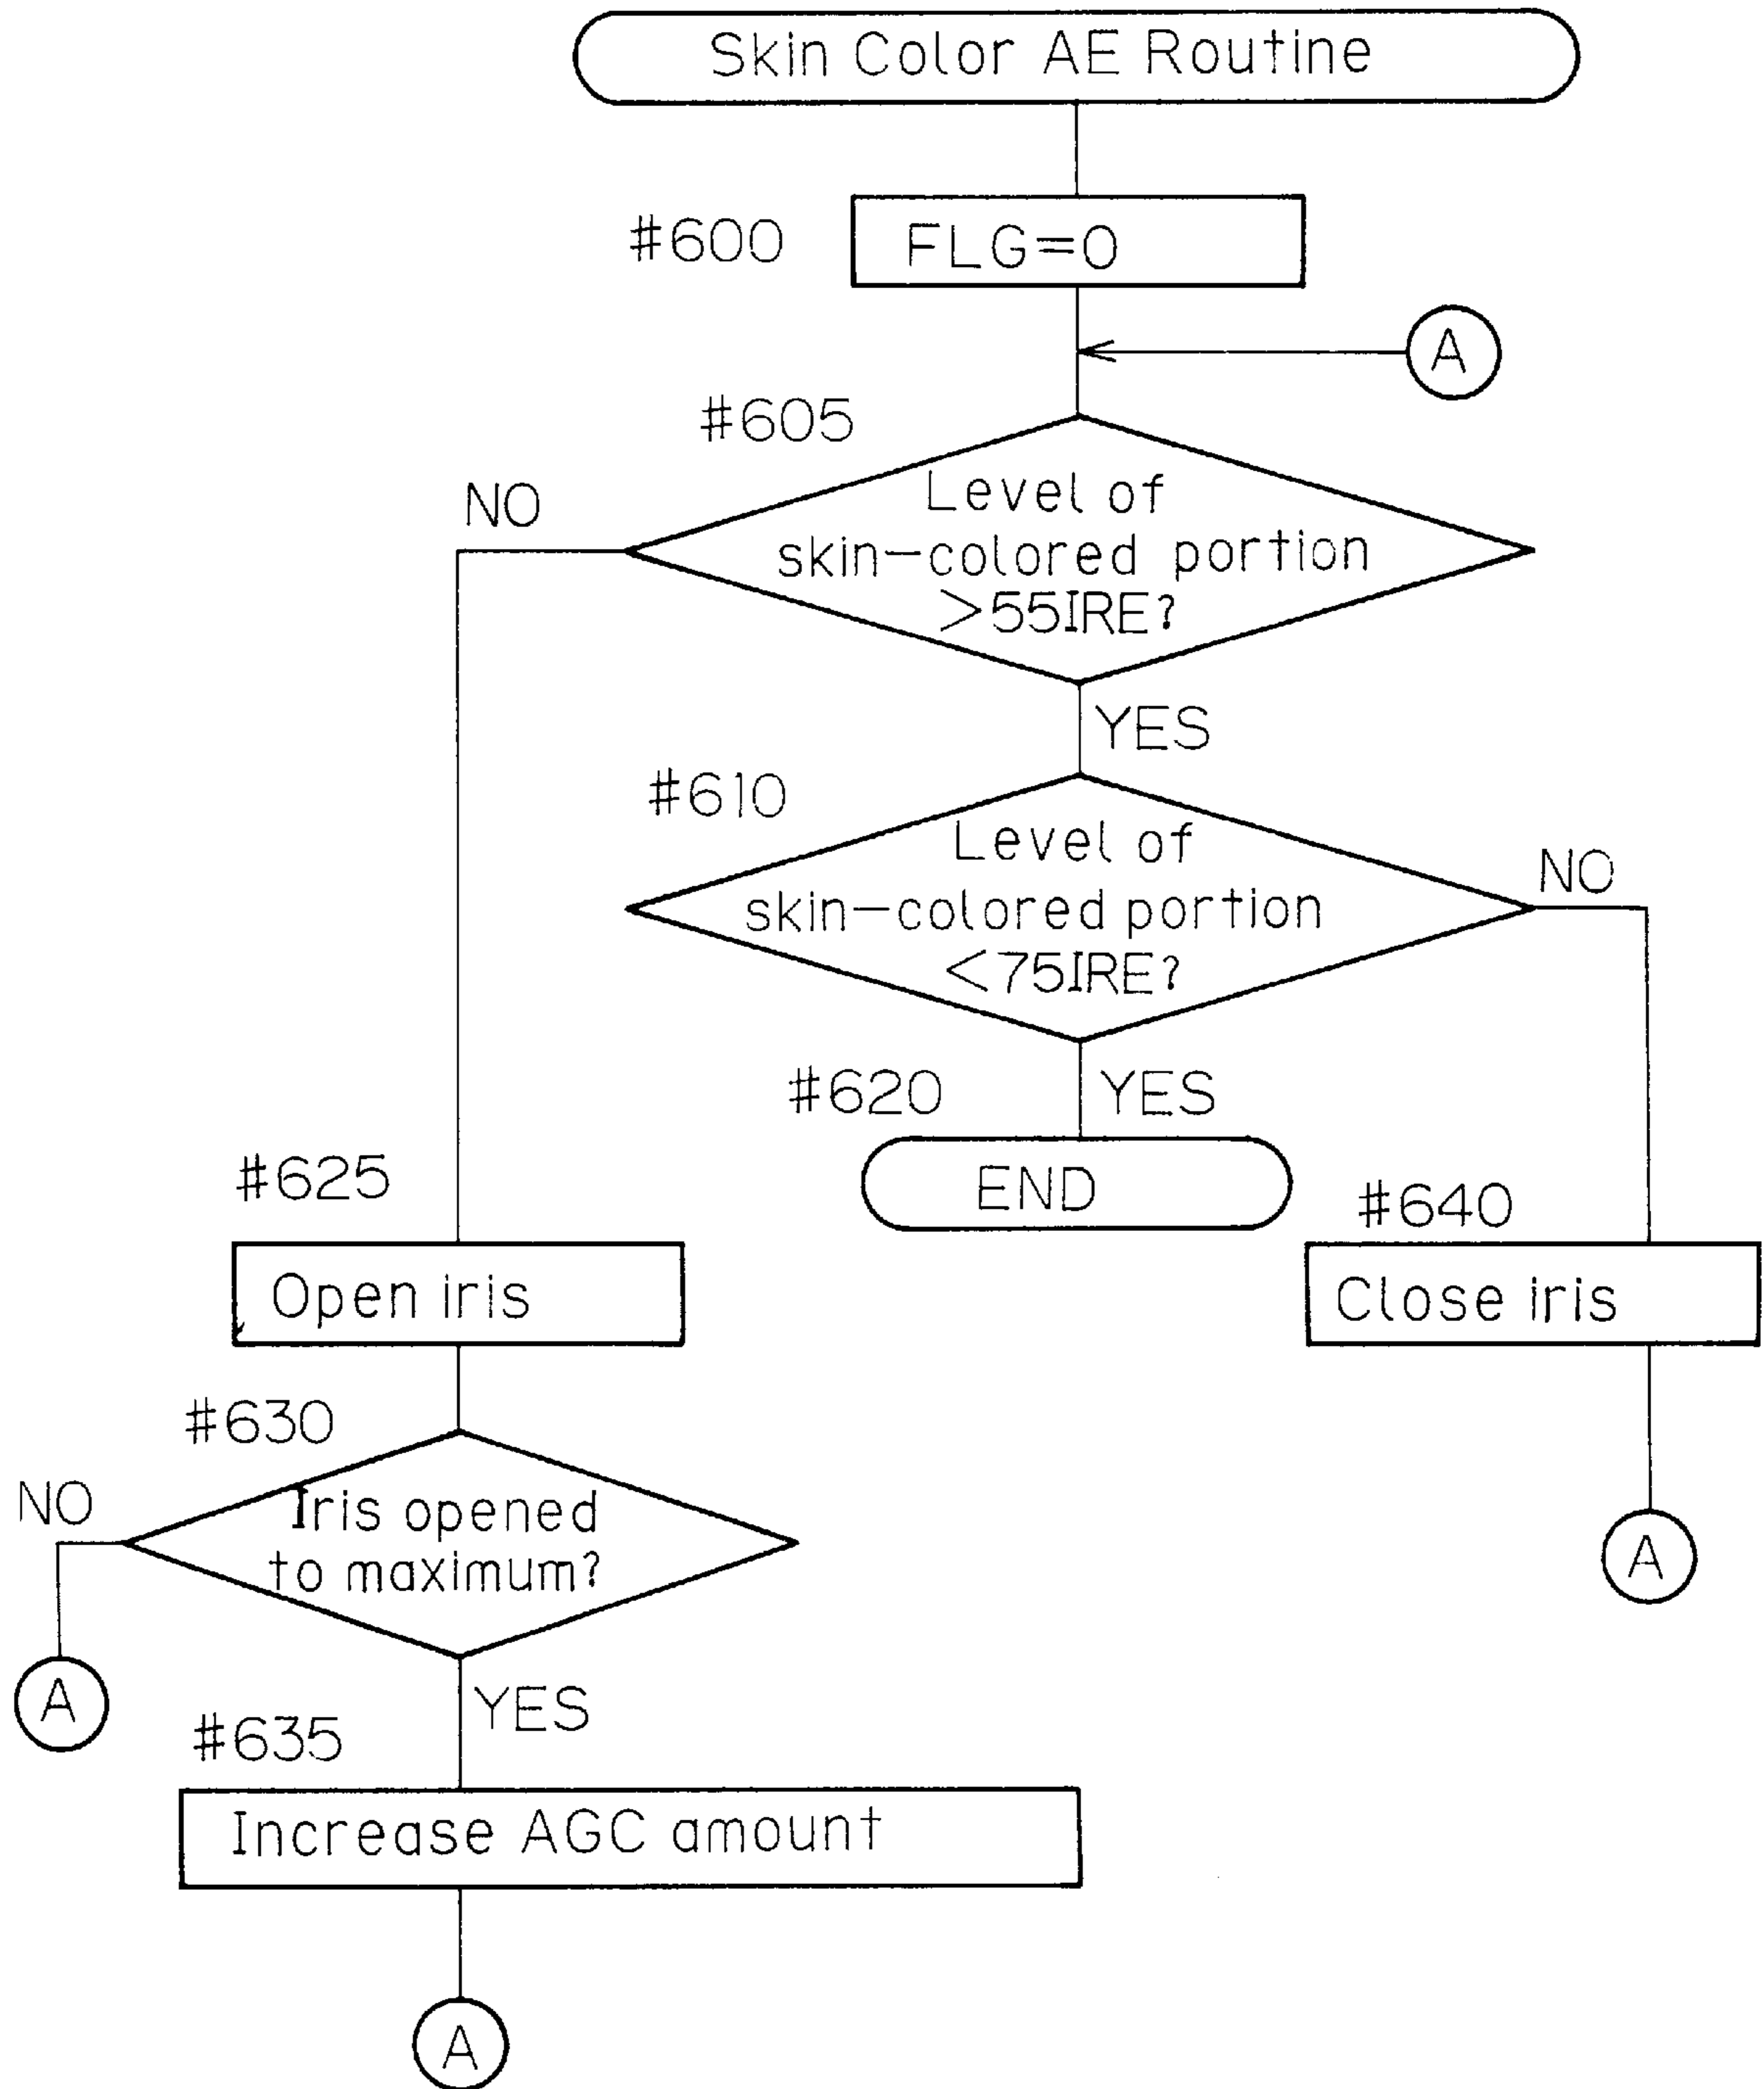 Skin Color AE Routine
#600
FLG=0
A
#605
Level of
skin-colored portion
>55IRE?
NO
YES
#610
Level of
skin-colored portion
<75IRE?
NO
YES
#620
END
#625
Open iris
#640
Close iris
A
#630
Iris opened
to maximum?
NO
A
YES
#635
Increase AGC amount
A